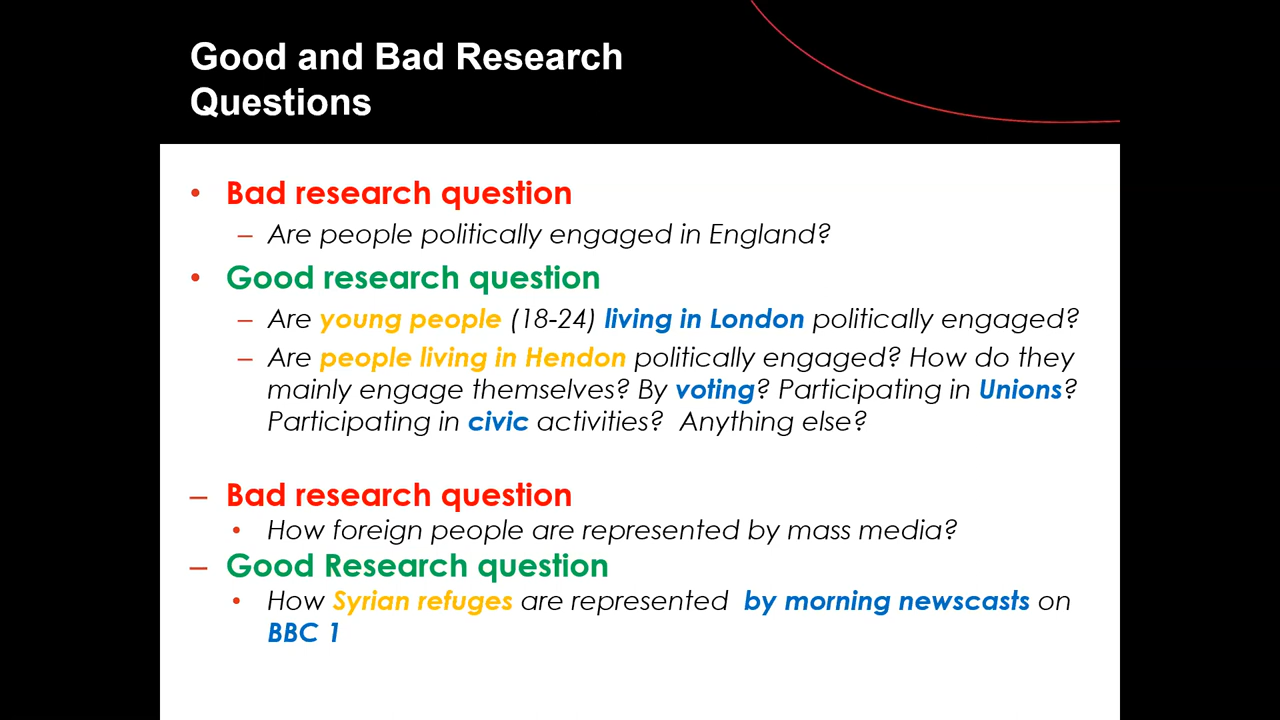 Good and Bad Research
Questions
• Bad research question
– Are people politically engaged in England?
• Good research question
– Are young people (18-24) living in London politically engaged?
– Are people living in Hendon politically engaged? How do they
mainly engage themselves? By voting? Participating in Unions?
Participating in civic activities?  Anything else?
– Bad research question
• How foreign people are represented by mass media?
– Good Research question
• How Syrian refuges are represented  by morning newscasts on
BBC 1